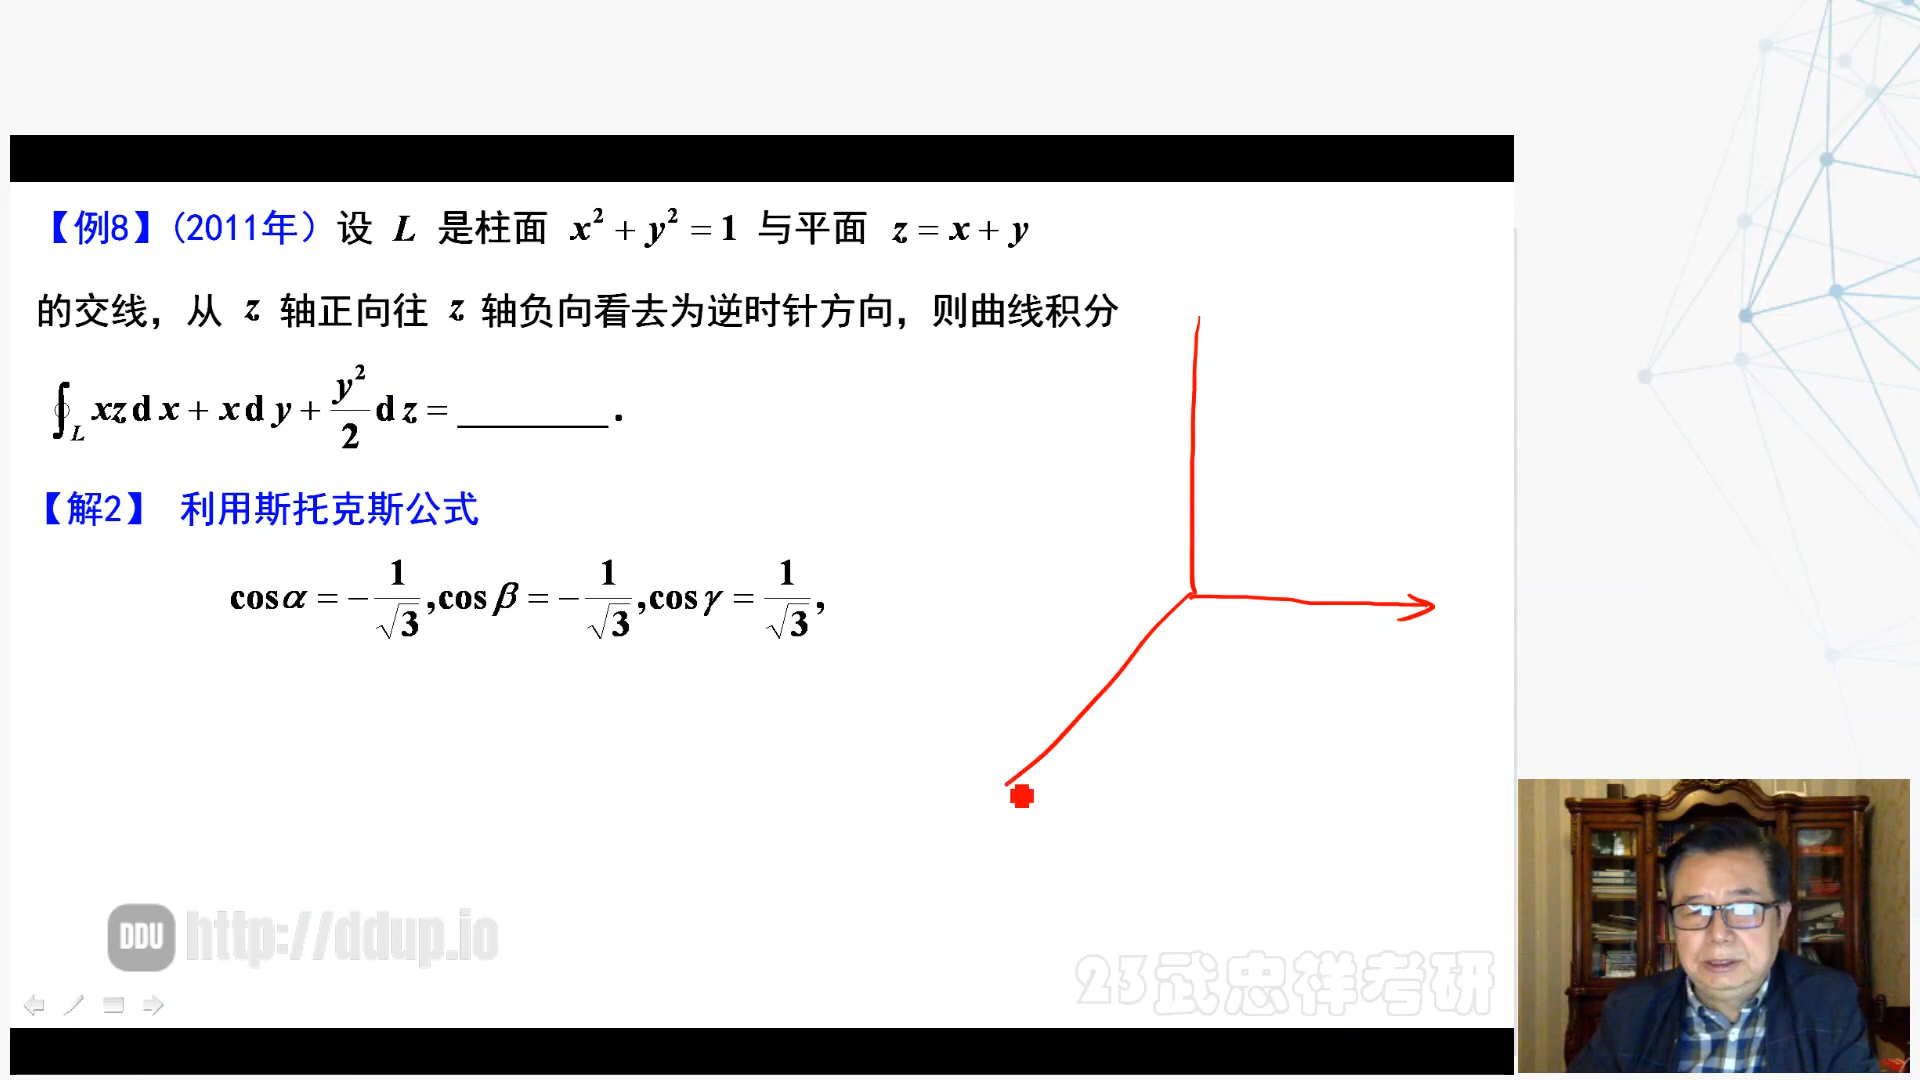 【例8】(2011年）设 L 是柱面 x² + y² = 1 与平面 z = x + y
的交线，从 z 轴正向往 z 轴负向看去为逆时针方向，则曲线积分
∮_L xz d x + x d y + y²/2 d z = ________ .
【解2】 利用斯托克斯公式
cos α = − 1/√3 , cos β = − 1/√3 , cos γ = 1/√3 ,
DDU http://ddup.io
23武忠祥考研